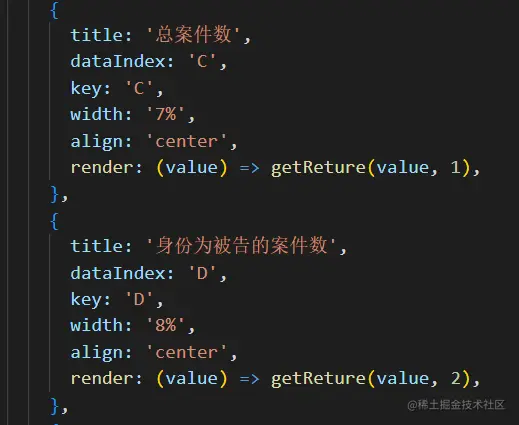 {
title: '总案件数',
dataIndex: 'C',
key: 'C',
width: '7%',
align: 'center',
render: (value) => getReture(value, 1),
},
{
title: '身份为被告的案件数',
dataIndex: 'D',
key: 'D',
width: '8%',
align: 'center',
render: (value) => getReture(value, 2),
},
@稀土掘金技术社区